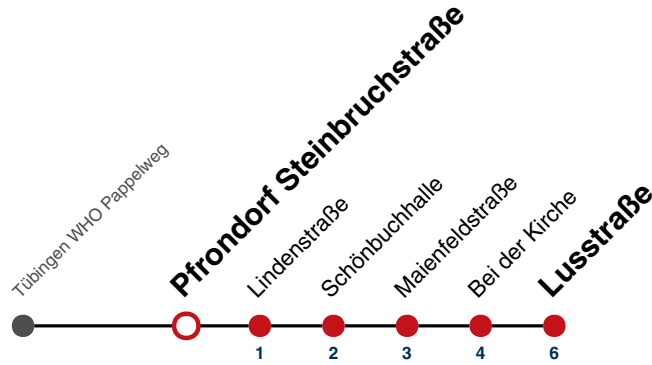 Tübingen WHO Pappelweg
Pfrondorf Steinbruchstraße
Lindenstraße
Schönbuchhalle
Maienfeldstraße
Bei der Kirche
Lusstraße
1
2
3
4
6